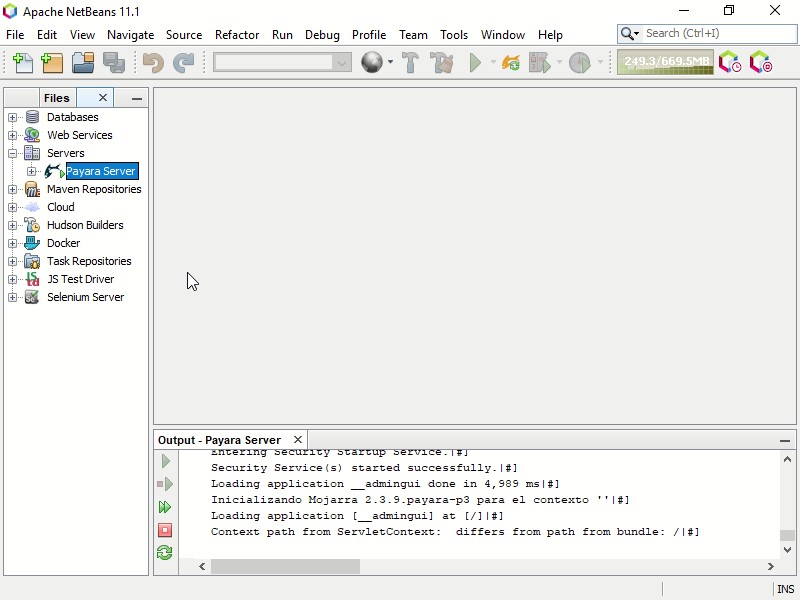 Apache NetBeans 11.1
File Edit View Navigate Source Refactor Run Debug Profile Team Tools Window Help
Search (Ctrl+I)
249.3/669.5MB
Files
Databases
Web Services
Servers
Payara Server
Maven Repositories
Cloud
Hudson Builders
Docker
Task Repositories
JS Test Driver
Selenium Server
Output - Payara Server
Entering Security Startup Service.|#]
Security Service(s) started successfully.|#]
Loading application __admingui done in 4,989 ms|#]
Inicializando Mojarra 2.3.9.payara-p3 para el contexto ''|#]
Loading application [__admingui] at [/]|#]
Context path from ServletContext:  differs from path from bundle: /|#]
INS